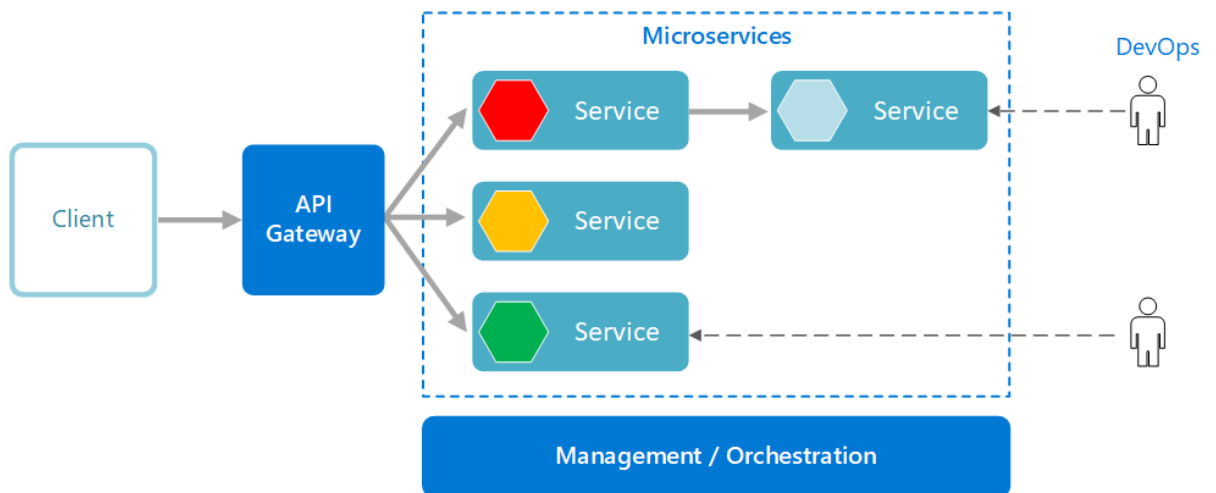 Microservices
DevOps
Service
Service
Client
API
Gateway
Service
Service
Management / Orchestration